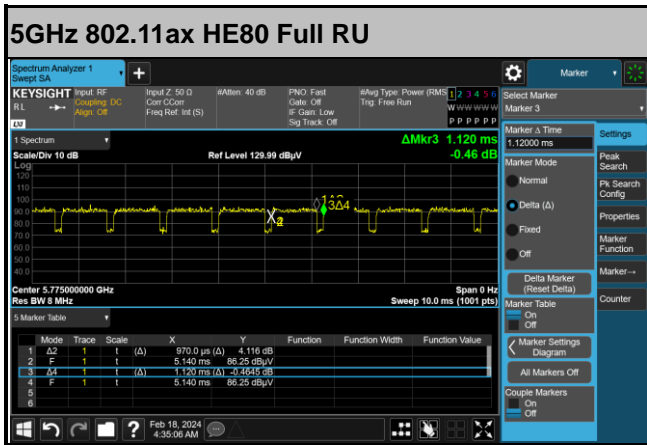 5GHz 802.11ax HE80 Full RU
Spectrum Analyzer 1
Swept SA
Marker
KEYSIGHT
RL
Input: RF
Coupling: DC
Align: Off
Input Z: 50 Ω
Corr CCorr
Freq Ref: Int (S)
#Atten: 40 dB
PNO: Fast
Gate: Off
IF Gain: Low
Sig Track: Off
#Avg Type: Power (RMS
Trig: Free Run
1 2 3 4 5 6
W W W W W W
P P P P P P
LXI
Select Marker
Marker 3
1 Spectrum
ΔMkr3 1.120 ms
-0.46 dB
Scale/Div 10 dB
Ref Level 129.99 dBµV
Log
120
110
100
90.0
80.0
70.0
60.0
50.0
40.0
3Δ4
2
Center 5.775000000 GHz
Span 0 Hz
Res BW 8 MHz
Sweep 10.0 ms (1001 pts)
5 Marker Table
Mode Trace Scale X Y Function Function Width Function Value
1 Δ2 1 t (Δ) 970.0 µs (Δ) 4.116 dB
2 F 1 t 5.140 ms 86.25 dBµV
3 Δ4 1 t (Δ) 1.120 ms (Δ) -0.4645 dB
4 F 1 t 5.140 ms 86.25 dBµV
5
6
Marker Δ Time
1.12000 ms
Marker Mode
Normal
Delta (Δ)
Fixed
Off
Delta Marker
(Reset Delta)
Marker Table
On
Off
Marker Settings
Diagram
All Markers Off
Couple Markers
On
Off
Settings
Peak
Search
Pk Search
Config
Properties
Marker
Function
Marker→
Counter
Feb 18, 2024
4:35:06 AM